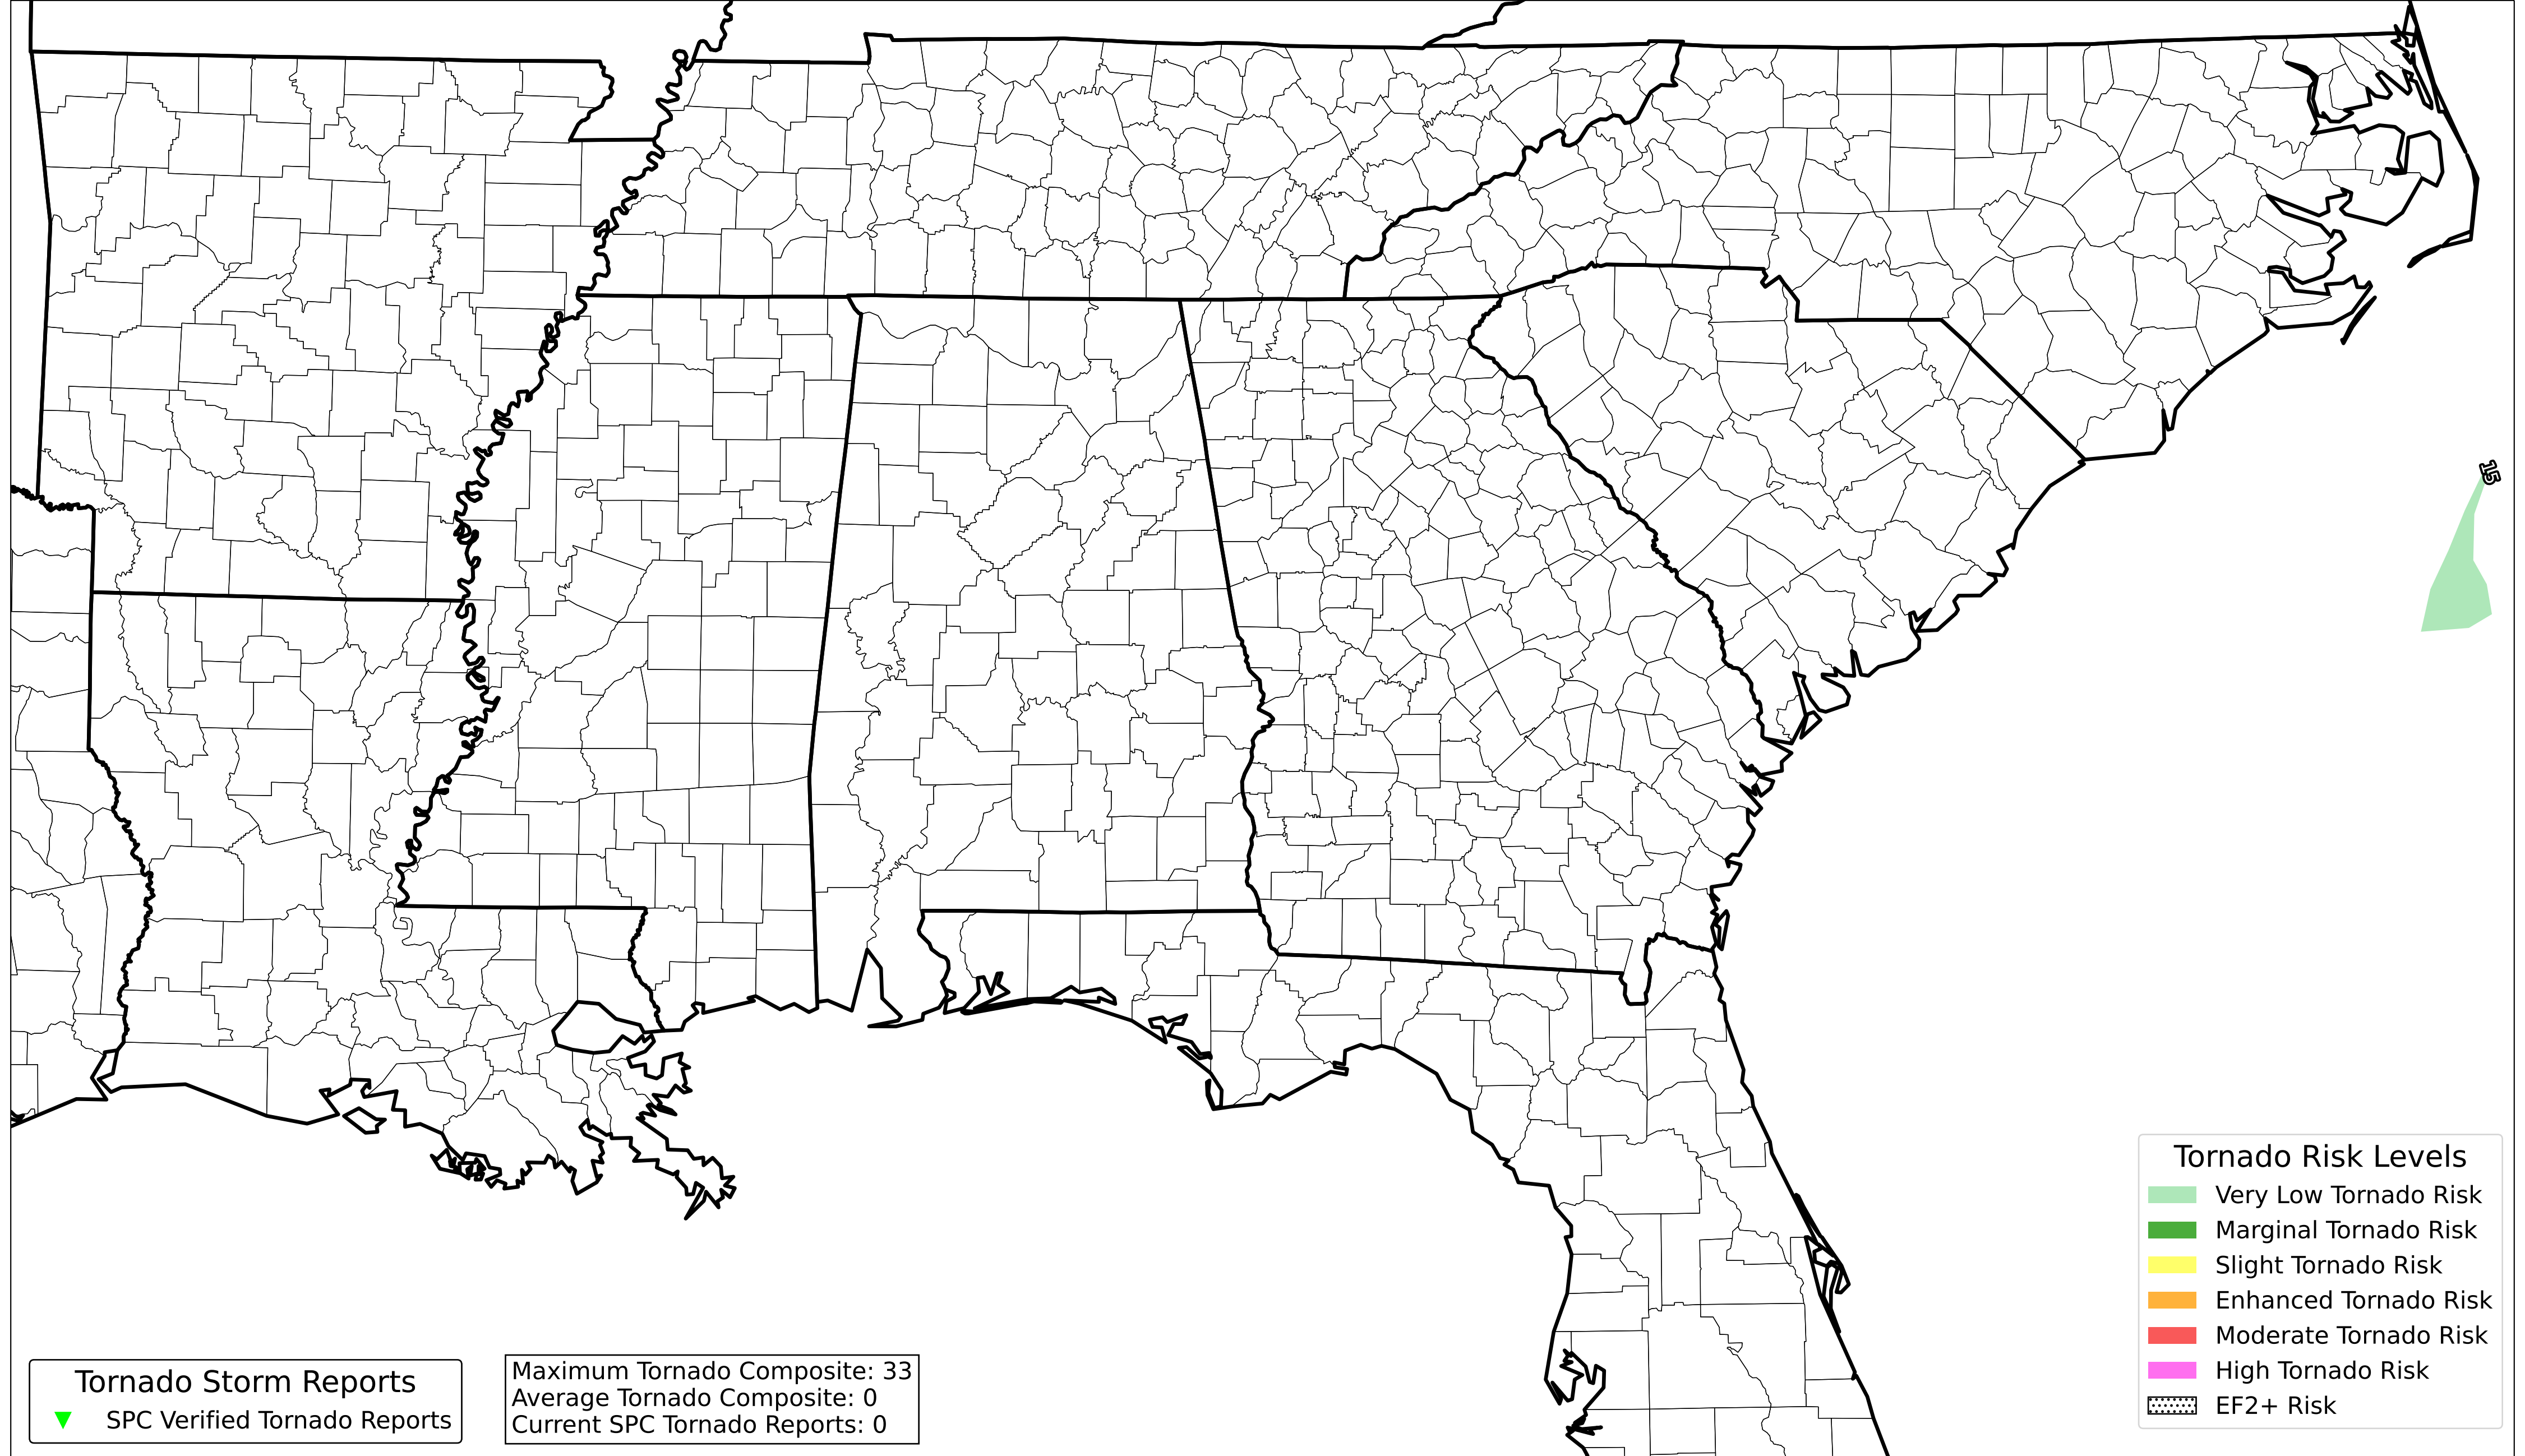 15
Tornado Risk Levels
Very Low Tornado Risk
Marginal Tornado Risk
Slight Tornado Risk
Enhanced Tornado Risk
Moderate Tornado Risk
High Tornado Risk
EF2+ Risk
Tornado Storm Reports
SPC Verified Tornado Reports
Maximum Tornado Composite: 33
Average Tornado Composite: 0
Current SPC Tornado Reports: 0